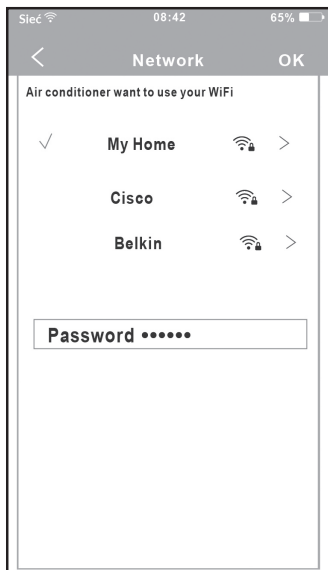 Sieć 08:42 65%
Network OK
Air conditioner want to use your WiFi
My Home
Cisco
Belkin
Password ••••••